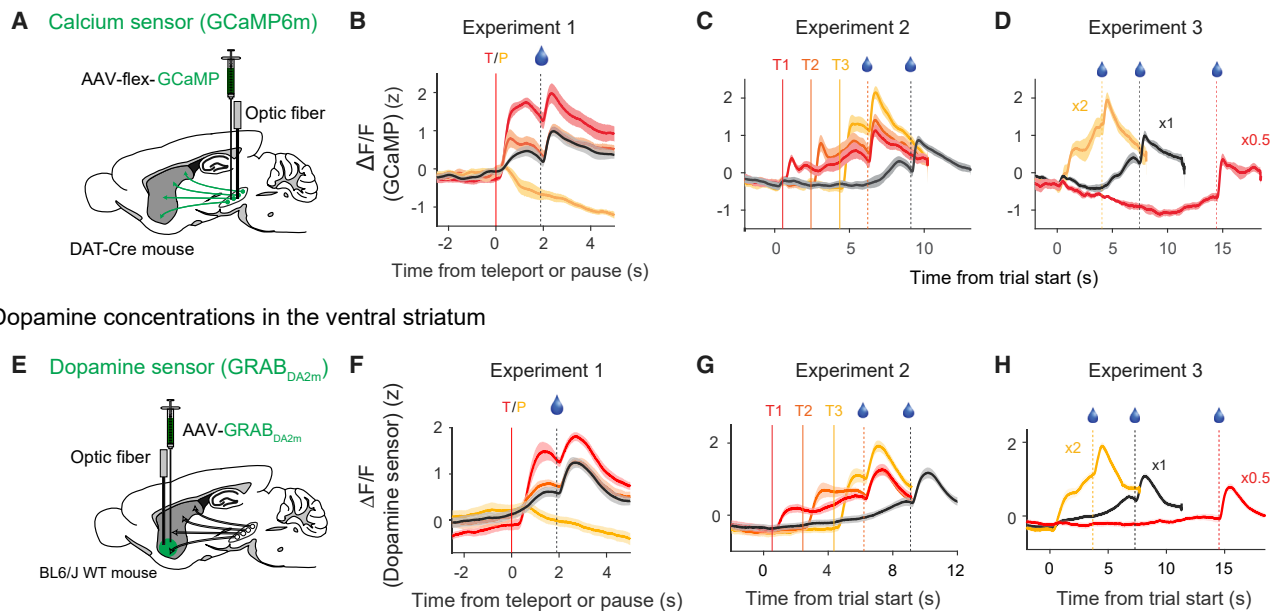 A Calcium sensor (GCaMP6m)
AAV-flex-GCaMP
Optic fiber
DAT-Cre mouse
B
Experiment 1
T/P
ΔF/F
(GCaMP) (z)
2
1
0
-1
-2 0 2 4
Time from teleport or pause (s)
C
Experiment 2
T1 T2 T3
2
1
0
-1
0 5 10
D
Experiment 3
x2
x1
x0.5
2
1
0
-1
0 5 10 15
Time from trial start (s)
Dopamine concentrations in the ventral striatum
E Dopamine sensor (GRABDA2m)
AAV-GRABDA2m
Optic fiber
BL6/J WT mouse
F
Experiment 1
T/P
ΔF/F
(Dopamine sensor) (z)
2
0
-2 0 2 4
Time from teleport or pause (s)
G
Experiment 2
T1 T2 T3
2
0
0 4 8 12
Time from trial start (s)
H
Experiment 3
x2
x1
x0.5
2
0
0 5 10 15
Time from trial start (s)